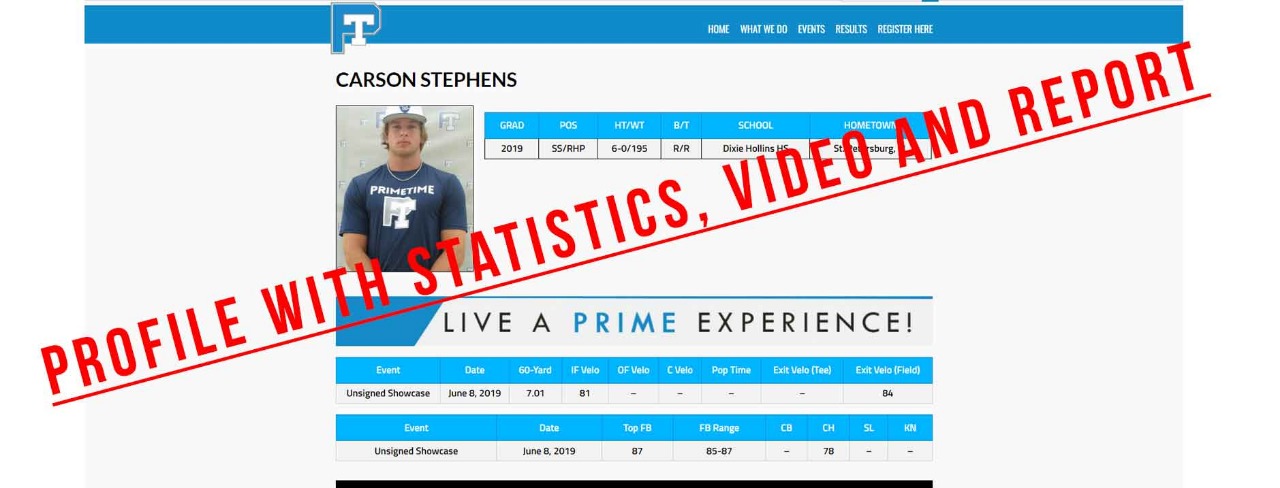 HOME WHAT WE DO EVENTS RESULTS REGISTER HERE
CARSON STEPHENS
GRAD POS HT/WT B/T SCHOOL HOMETOWN
2019 SS/RHP 6-0/195 R/R Dixie Hollins HS St. Petersburg,
PRIMETIME
PROFILE WITH STATISTICS, VIDEO AND REPORT
LIVE A PRIME EXPERIENCE!
Event Date 60-Yard IF Velo OF Velo C Velo Pop Time Exit Velo (Tee) Exit Velo (Field)
Unsigned Showcase June 8, 2019 7.01 81 – – – – 84
Event Date Top FB FB Range CB CH SL KN
Unsigned Showcase June 8, 2019 87 85-87 – 78 – –